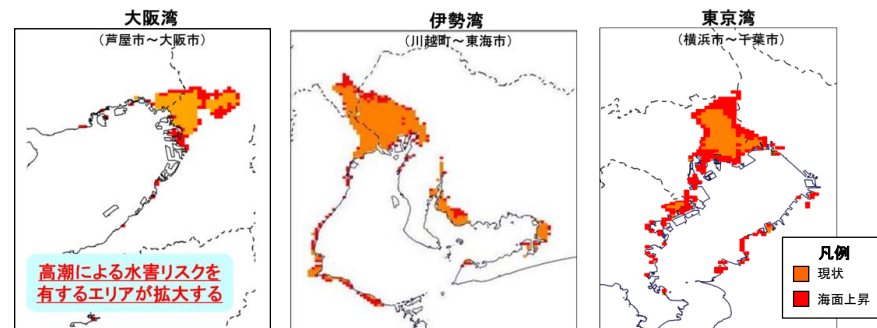 大阪湾
(芦屋市～大阪市)
高潮による水害リスクを
有するエリアが拡大する
伊勢湾
(川越町～東海市)
東京湾
(横浜市～千葉市)
凡例
現状
海面上昇